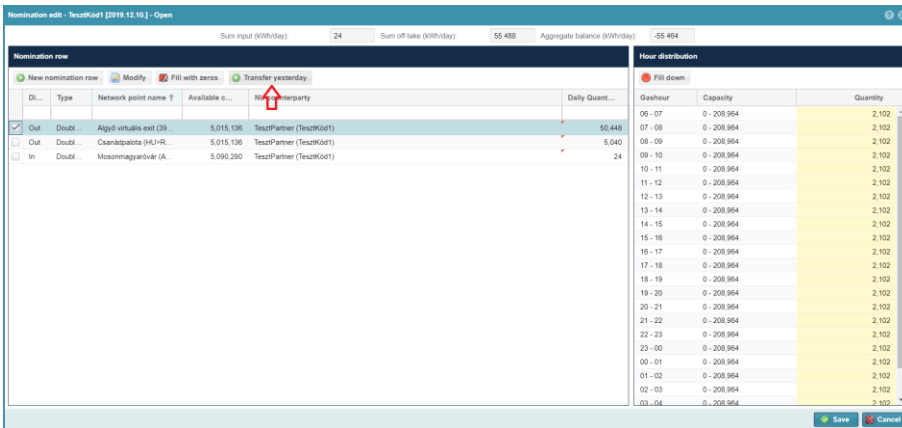 Nomination edit - TesztKód1 [2019.12.10.] - Open
Sum input (kWh/day): 24 Sum off-take (kWh/day): 55 488 Aggregate balance (kWh/day): -55 464
Nomination row
New nomination row Modify Fill with zeros Transfer yesterday
Di... Type Network point name Available c... Daily Quant...
Out Doubl... Algyő virtuális exit (39... 5,015,136 TesztPartner (TesztKód1) 50,448
Out Doubl... Csanádpalota (HU>R... 5,015,136 TesztPartner (TesztKód1) 5,040
In Doubl... Mosonmagyaróvár (A... 5,090,280 TesztPartner (TesztKód1) 24
Hour distribution
Fill down
Gashour Capacity Quantity
06 - 07 0 - 208,964 2,102
07 - 08 0 - 208,964 2,102
08 - 09 0 - 208,964 2,102
09 - 10 0 - 208,964 2,102
10 - 11 0 - 208,964 2,102
11 - 12 0 - 208,964 2,102
12 - 13 0 - 208,964 2,102
13 - 14 0 - 208,964 2,102
14 - 15 0 - 208,964 2,102
15 - 16 0 - 208,964 2,102
16 - 17 0 - 208,964 2,102
17 - 18 0 - 208,964 2,102
18 - 19 0 - 208,964 2,102
19 - 20 0 - 208,964 2,102
20 - 21 0 - 208,964 2,102
21 - 22 0 - 208,964 2,102
22 - 23 0 - 208,964 2,102
23 - 00 0 - 208,964 2,102
00 - 01 0 - 208,964 2,102
01 - 02 0 - 208,964 2,102
02 - 03 0 - 208,964 2,102
03 - 04 0 - 208,964 2,102
Save Cancel